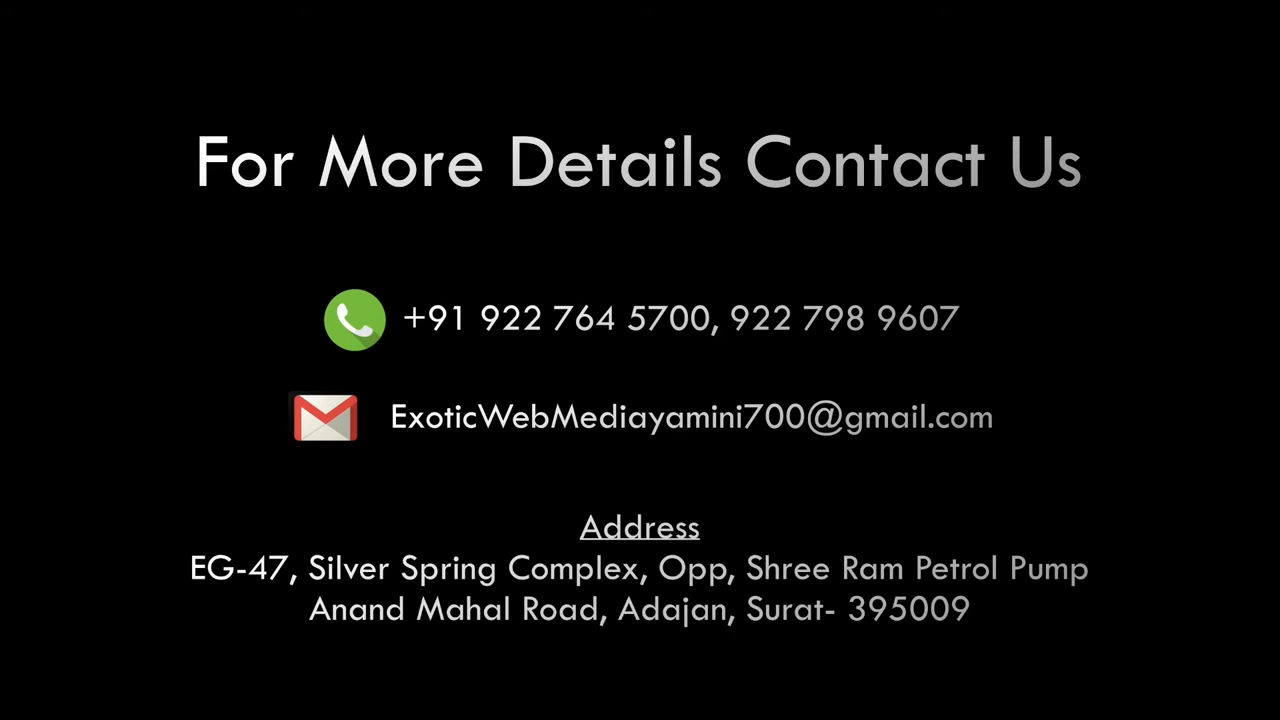 For More Details Contact Us
+91 922 764 5700, 922 798 9607
ExoticWebMediayamini700@gmail.com
Address
EG-47, Silver Spring Complex, Opp, Shree Ram Petrol Pump
Anand Mahal Road, Adajan, Surat- 395009